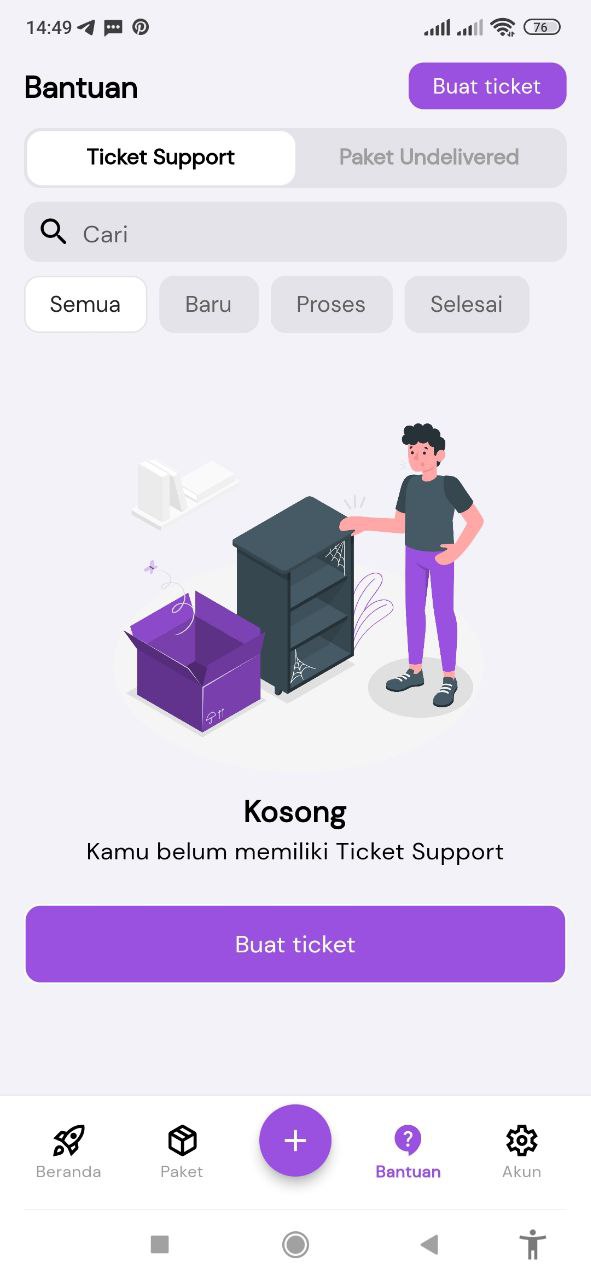 14:49 76
Bantuan
Buat ticket
Ticket Support
Paket Undelivered
Cari
Semua
Baru
Proses
Selesai
Kosong
Kamu belum memiliki Ticket Support
Buat ticket
Beranda
Paket
Bantuan
Akun